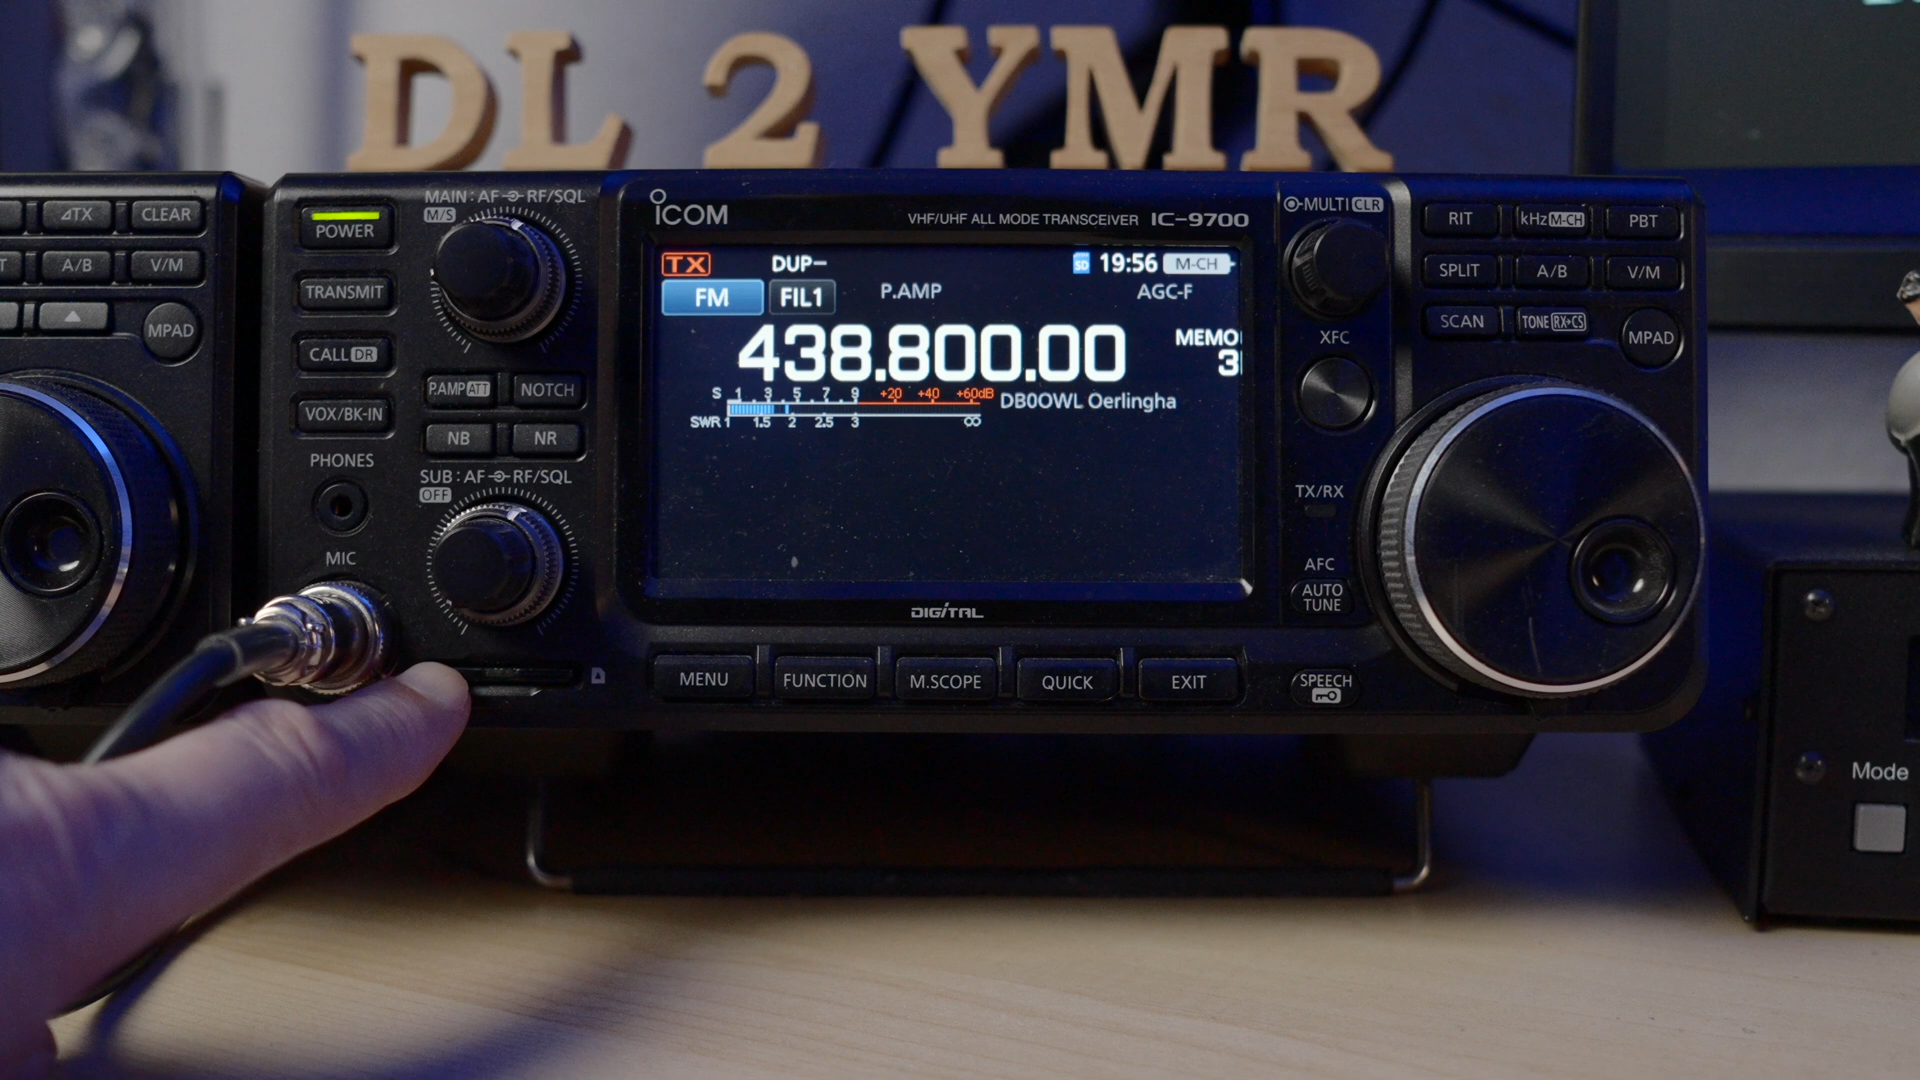 DL 2 YMR
⊿TX CLEAR
A/B V/M
MPAD
POWER
TRANSMIT
CALL DR
VOX/BK-IN
PHONES
MIC
MAIN: AF RF/SQL
M/S
P.AMP ATT NOTCH
NB NR
SUB: AF RF/SQL
OFF
ICOM
VHF/UHF ALL MODE TRANSCEIVER IC-9700
TX DUP- SD 19:56 M-CH
FM FIL1 P.AMP AGC-F
438.800.00 MEMO
3
S 1 . 3 . 5 . 7 . 9 +20 +40 +60dB DB0OWL Oerlingha
SWR 1 1.5 2 2.5 3 ∞
DIGITAL
MENU FUNCTION M.SCOPE QUICK EXIT
MULTI CLR
XFC
TX/RX
AFC
AUTO
TUNE
SPEECH
RIT kHz M-CH PBT
SPLIT A/B V/M
SCAN TONE RX→CS MPAD
Mode